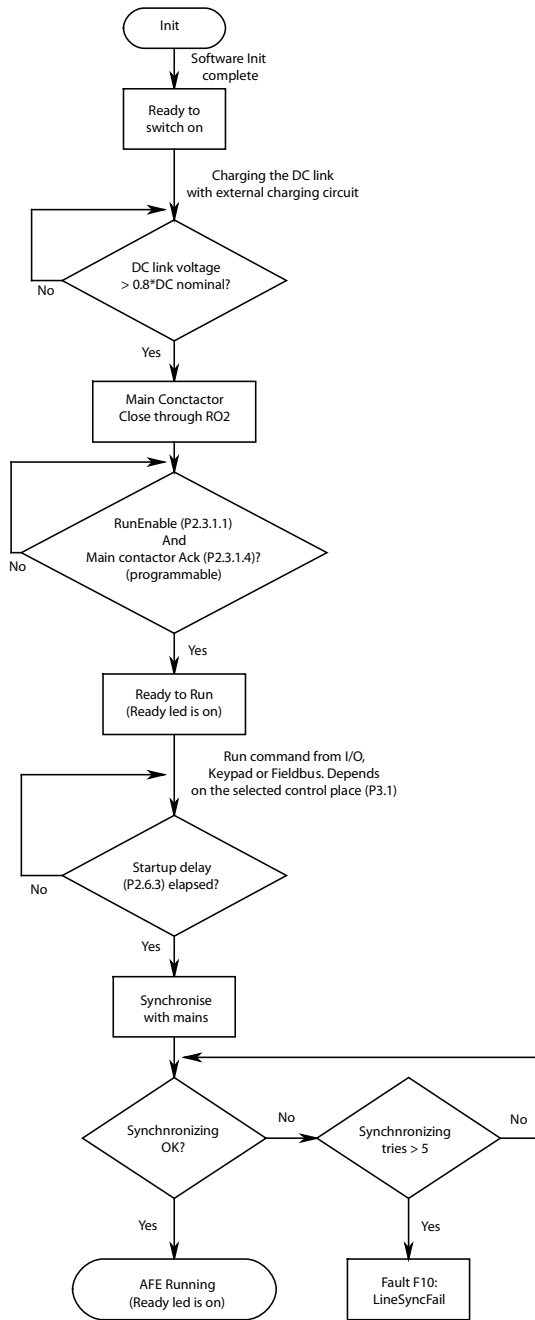 Init
Software Init
complete
Ready to
switch on
Charging the DC link
with external charging circuit
DC link voltage
> 0.8*DC nominal?
No
Yes
Main Conctactor
Close through RO2
RunEnable (P2.3.1.1)
And
Main contactor Ack (P2.3.1.4)?
(programmable)
No
Yes
Ready to Run
(Ready led is on)
Run command from I/O,
Keypad or Fieldbus. Depends
on the selected control place (P3.1)
Startup delay
(P2.6.3) elapsed?
No
Yes
Synchronise
with mains
Synchnronizing
OK?
No
Synchnronizing
tries > 5
No
Yes
Yes
AFE Running
(Ready led is on)
Fault F10:
LineSyncFail